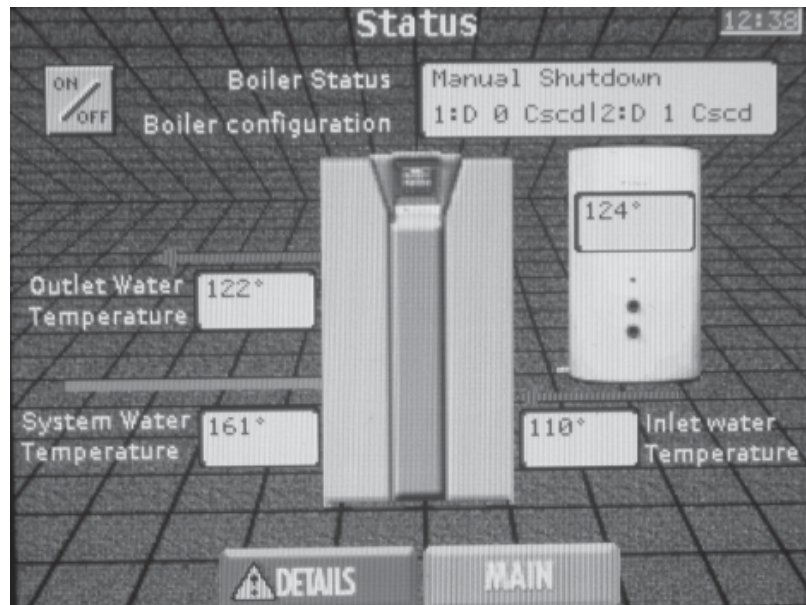 Status
12:38
ON
OFF
Boiler Status
Manual Shutdown
Boiler configuration
1:D 0 Cscd|2:D 1 Cscd
124°
Outlet Water
Temperature
122°
System Water
Temperature
161°
110°
Inlet water
Temperature
DETAILS
MAIN